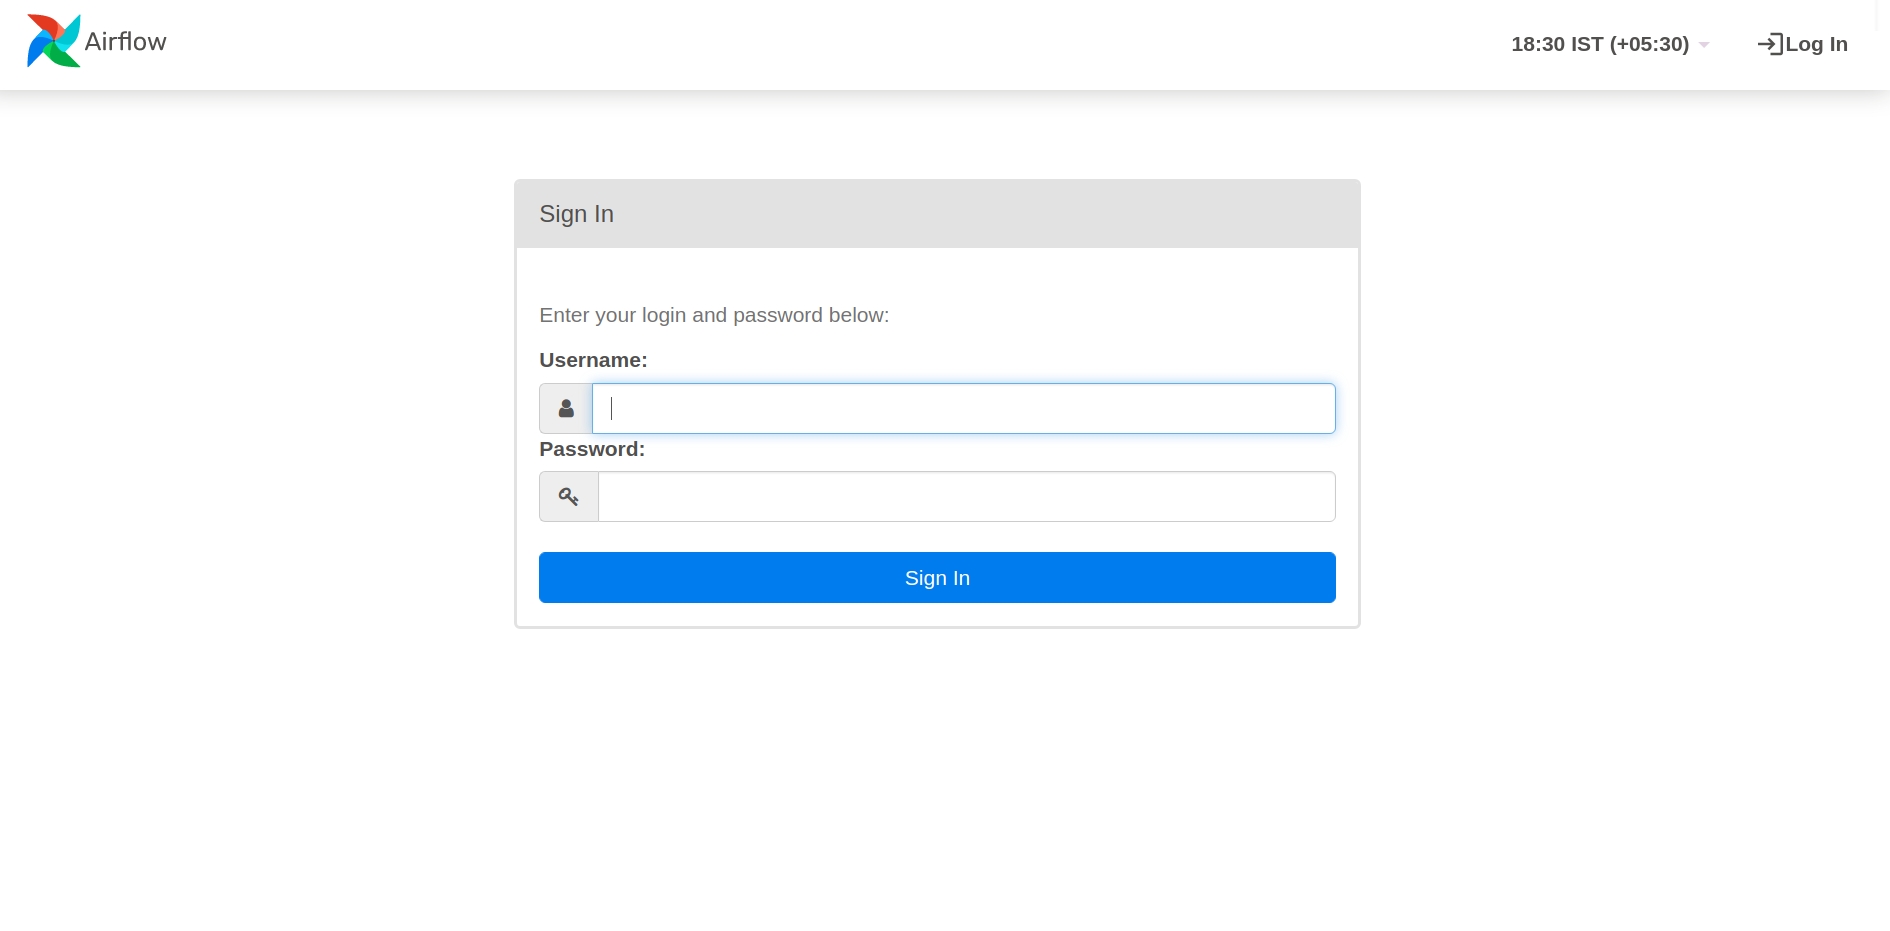 Airflow
18:30 IST (+05:30)
Log In
Sign In
Enter your login and password below:
Username:
Password:
Sign In